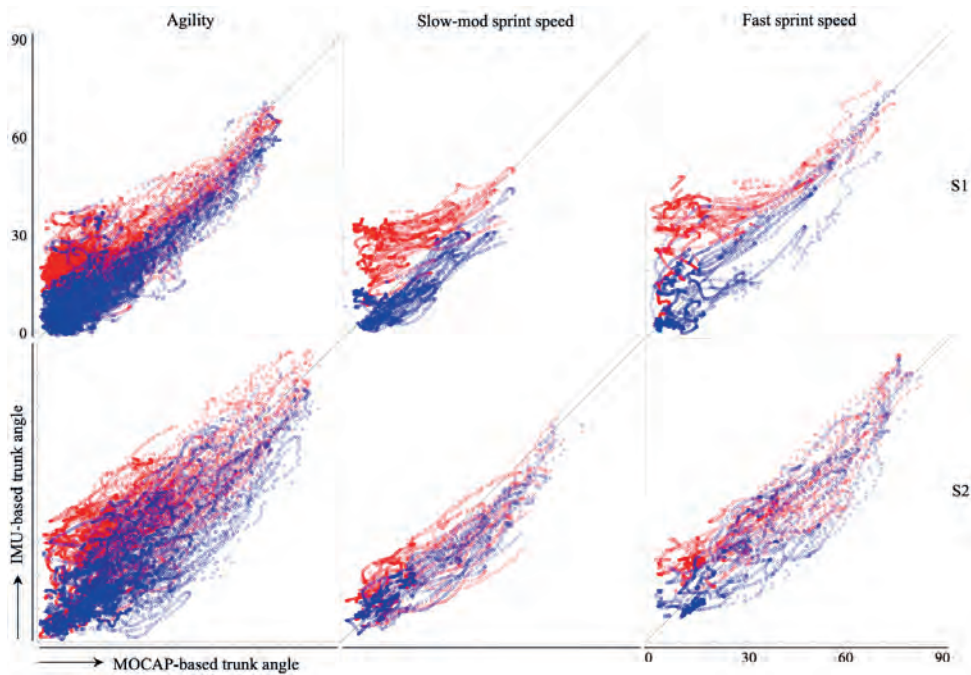 Agility
Slow-mod sprint speed
Fast sprint speed
90
60
S1
30
0
IMU-based trunk angle
S2
MOCAP-based trunk angle
0
30
60
90